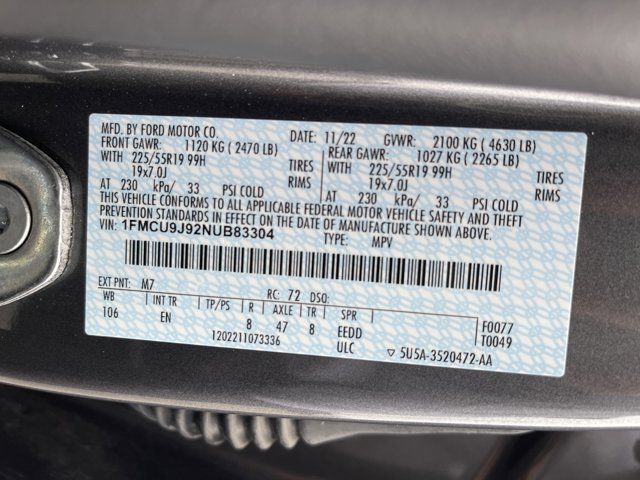 MFD. BY FORD MOTOR CO. DATE: 11/22 GVWR: 2100 KG ( 4630 LB)
FRONT GAWR: 1120 KG ( 2470 LB) REAR GAWR: 1027 KG ( 2265 LB)
WITH 225/55R19 99H TIRES WITH 225/55R19 99H TIRES
19x7.0J RIMS 19x7.0J RIMS
AT 230 kPa/ 33 PSI COLD AT 230 kPa/ 33 PSI COLD
THIS VEHICLE CONFORMS TO ALL APPLICABLE FEDERAL MOTOR VEHICLE SAFETY AND THEFT
PREVENTION STANDARDS IN EFFECT ON THE DATE OF MANUFACTURE SHOWN ABOVE.
VIN: 1FMCU9J92NUB83304 TYPE: MPV
EXT PNT: M7 RC: 72 DSO:
WB INT TR TP/PS R AXLE TR SPR F0077
106 EN 8 47 8 EEDD T0049
1202211073336 ULC ▽ 5U5A-3520472-AA